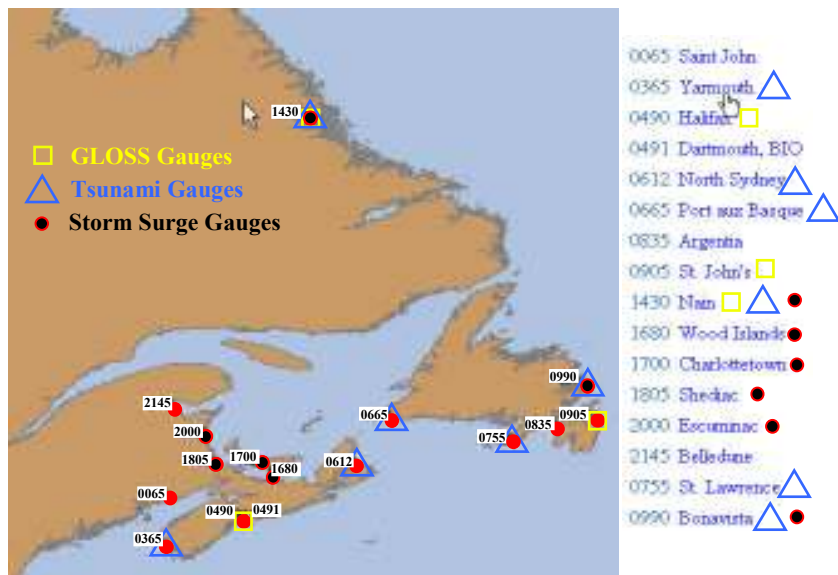 1430
GLOSS Gauges
Tsunami Gauges
Storm Surge Gauges
0990
2145
0665
0905
0835
2000
0755
1700
1805
0612
1680
0065
0490
0491
0365
0065 Saint John
0365 Yarmouth
0490 Halifax
0491 Dartmouth, BIO
0612 North Sydney
0665 Port aux Basque
0835 Argentia
0905 St. John's
1430 Nain
1680 Wood Islands
1700 Charlottetown
1805 Shediac
2000 Escuminac
2145 Belledune
0755 St. Lawrence
0990 Bonavista